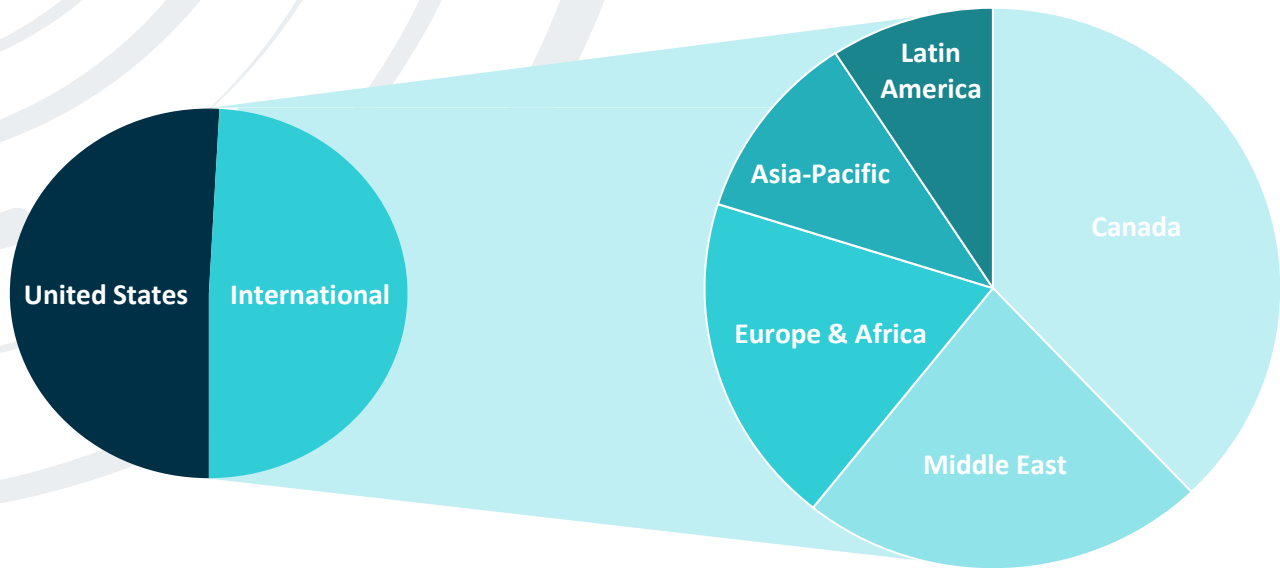 United States
International
Latin
America
Asia-Pacific
Canada
Europe & Africa
Middle East